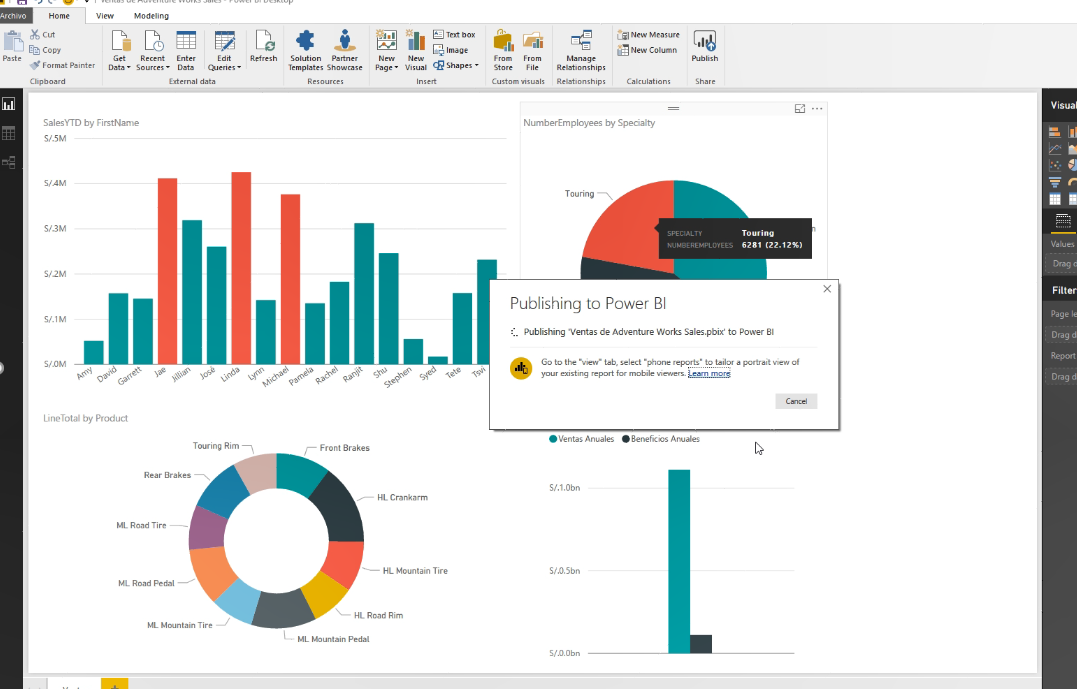 Ventas de Adventure Works Sales - Power BI Desktop
Archivo Home View Modeling
Paste
Cut
Copy
Format Painter
Clipboard
Get Data
Recent Sources
Enter Data
Edit Queries
External data
Refresh
Solution Templates
Partner Showcase
Resources
New Page
New Visual
Text box
Image
Shapes
Insert
From Store
From File
Custom visuals
Manage Relationships
Relationships
New Measure
New Column
Calculations
Publish
Share
SalesYTD by FirstName
S/.5M
S/.4M
S/.3M
S/.2M
S/.1M
S/.0M
Amy David Garrett Jae Jillian José Linda Lynn Michael Pamela Rachel Ranjit Shu Stephen Syed Tete Tsvi
NumberEmployees by Specialty
Touring
SPECIALTY Touring
NUMBEREMPLOYEES 6281 (22.12%)
Publishing to Power BI
Publishing 'Ventas de Adventure Works Sales.pbix' to Power BI
Go to the "view" tab, select "phone reports" to tailor a portrait view of
your existing report for mobile viewers. Learn more
Cancel
LineTotal by Product
Touring Rim
Front Brakes
Rear Brakes
HL Crankarm
ML Road Tire
HL Mountain Tire
ML Road Pedal
HL Road Rim
ML Mountain Tire
ML Mountain Pedal
Ventas Anuales Beneficios Anuales
S/.1.0bn
S/.0.5bn
S/.0.0bn
Values
Filter
Report